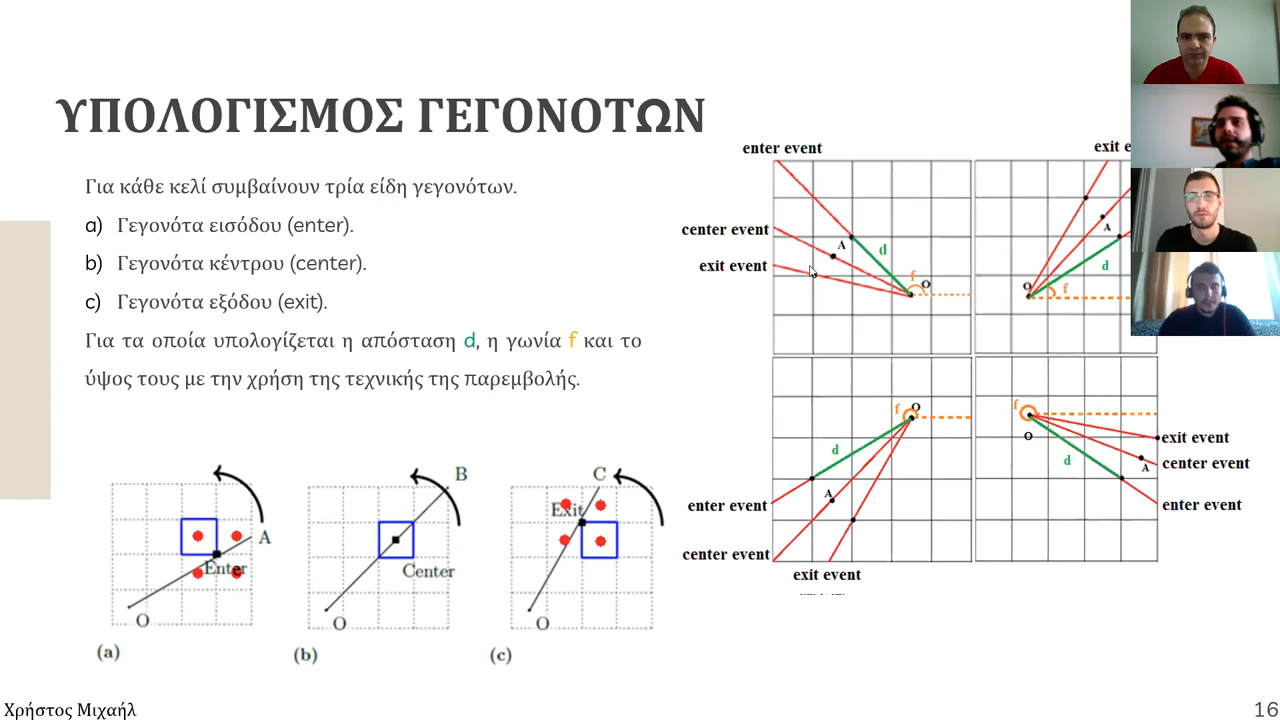 ΥΠΟΛΟΓΙΣΜΟΣ ΓΕΓΟΝΟΤΩΝ
Για κάθε κελί συμβαίνουν τρία είδη γεγονότων.
a) Γεγονότα εισόδου (enter).
b) Γεγονότα κέντρου (center).
c) Γεγονότα εξόδου (exit).
Για τα οποία υπολογίζεται η απόσταση d, η γωνία f και το
ύψος τους με την χρήση της τεχνικής της παρεμβολής.
enter event
center event
exit event
A
d
f
O
exit e
A
d
O
f
f
O
d
A
enter event
center event
exit event
f
O
d
A
exit event
center event
enter event
A
Enter
O
(a)
B
Center
O
(b)
C
Exit
O
(c)
Χρήστος Μιχαήλ
16